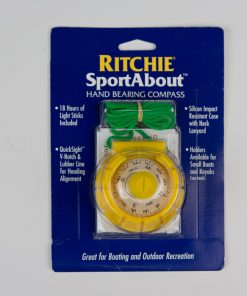 RITCHIE®
SportAbout™
HAND BEARING COMPASS
• 18 Hours of
Light Sticks
Included
• QuickSight™
V-Notch &
Lubber Line
for Heading
Alignment
• Silicon Impact
Resistant Case
with Neck
Lanyard
• Holders
Available for
Small Boats
and Kayaks
Great for Boating and Outdoor Recreation